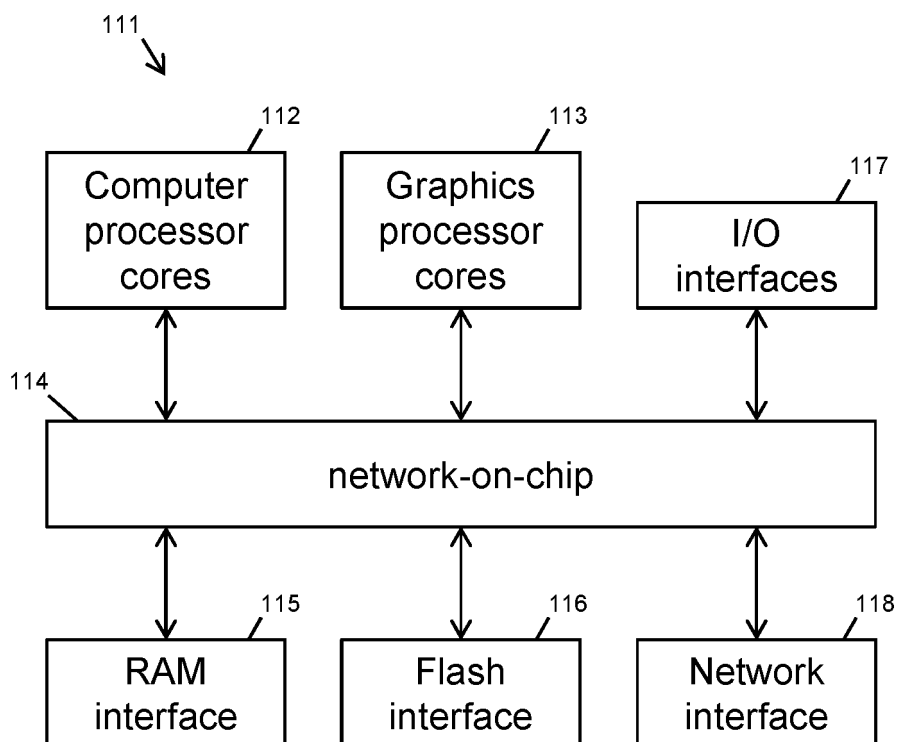 111
112
113
117
Computer
processor
cores
Graphics
processor
cores
I/O
interfaces
114
network-on-chip
115
116
118
RAM
interface
Flash
interface
Network
interface